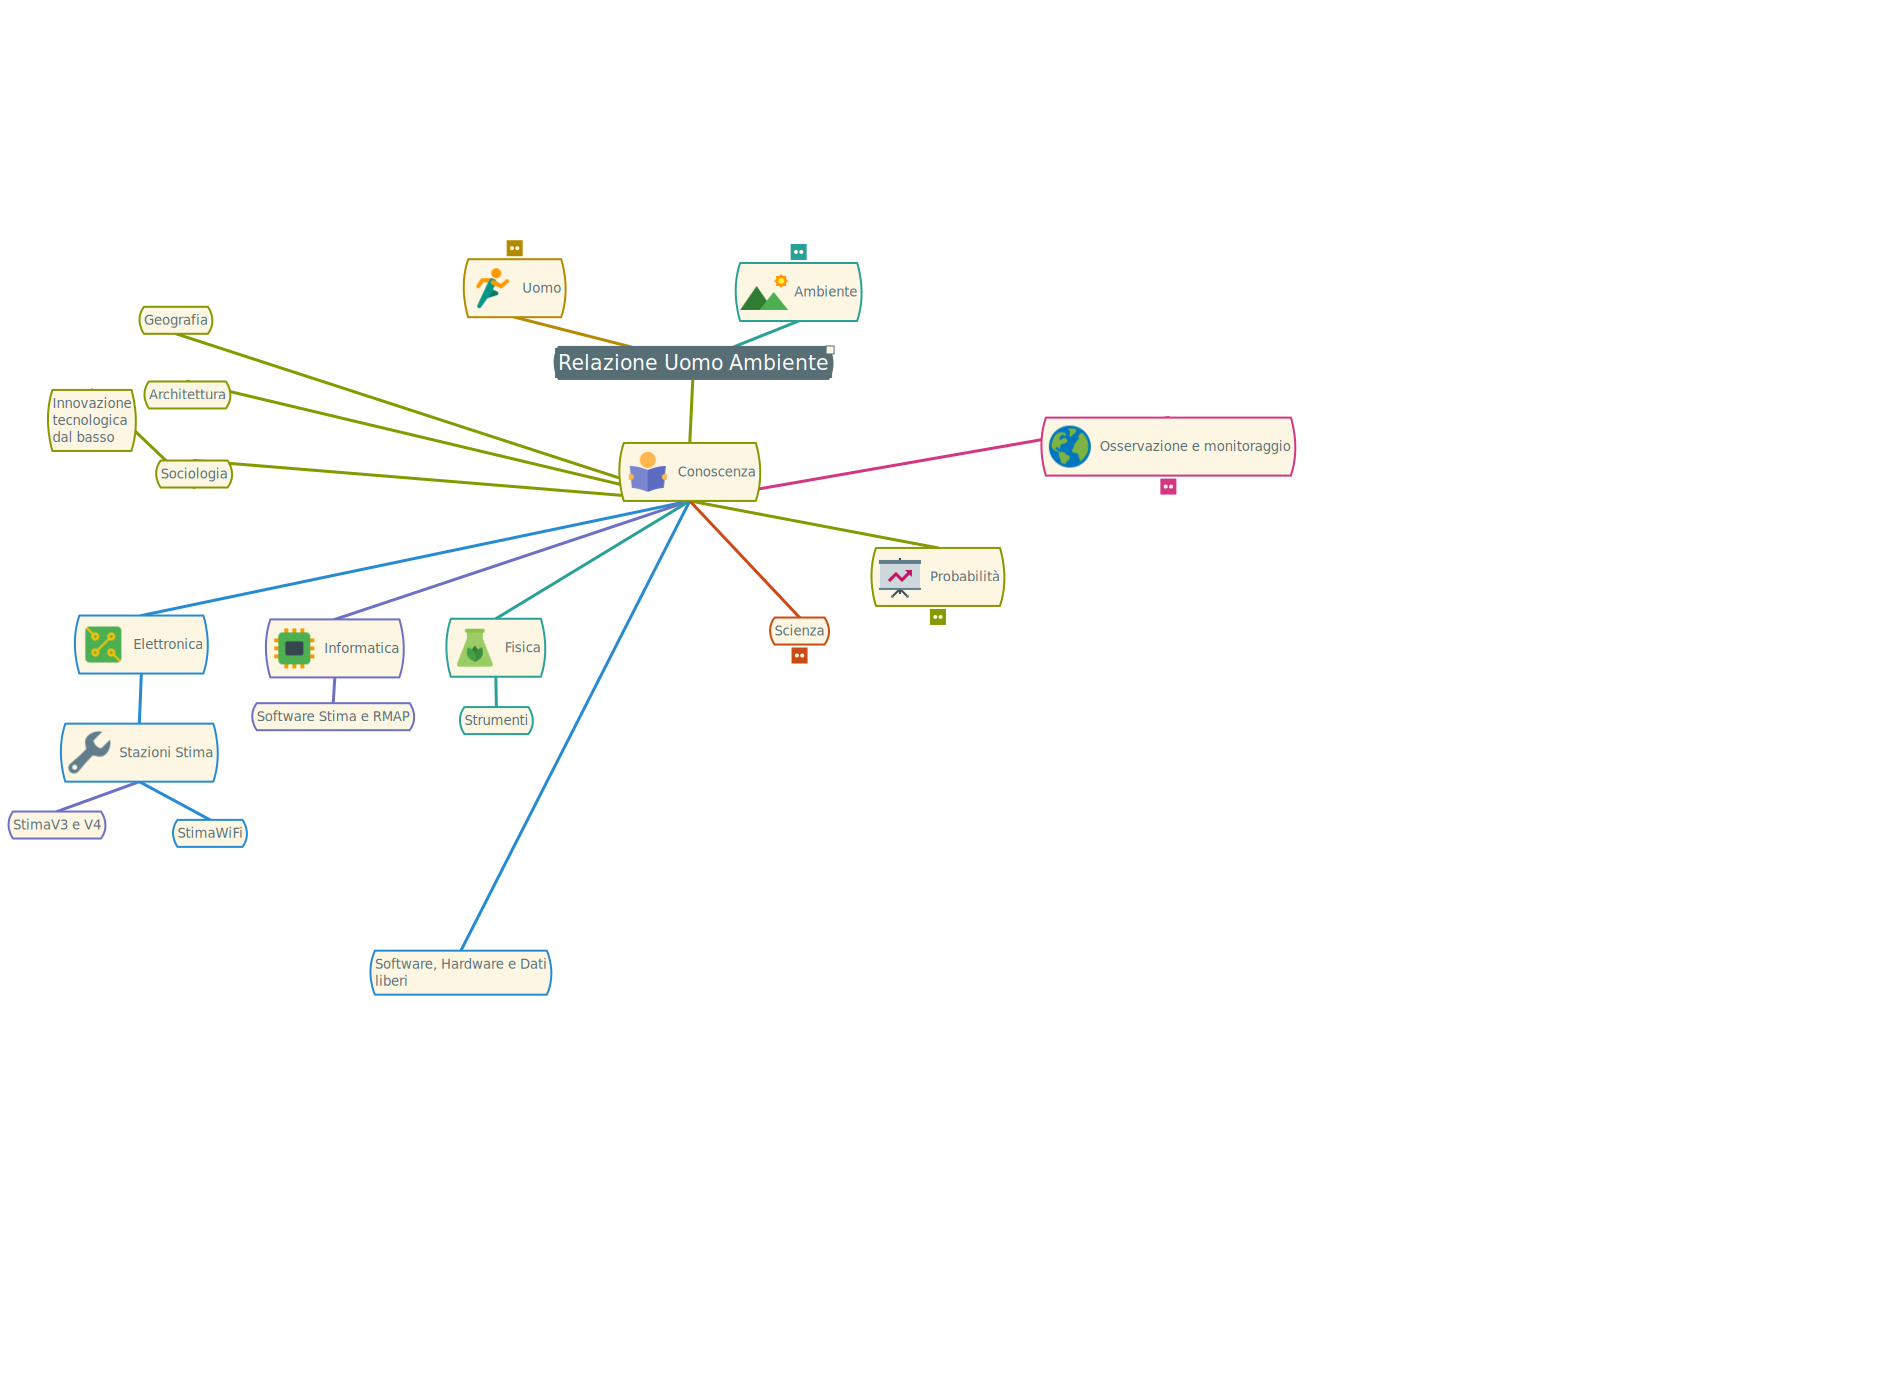 Uomo
Ambiente
Geografia
Relazione Uomo Ambiente
Architettura
Innovazione
tecnologica
dal basso
Sociologia
Conoscenza
Osservazione e monitoraggio
Probabilità
Scienza
Elettronica
Informatica
Fisica
Software Stima e RMAP
Strumenti
Stazioni Stima
StimaV3 e V4
StimaWiFi
Software, Hardware e Dati
liberi